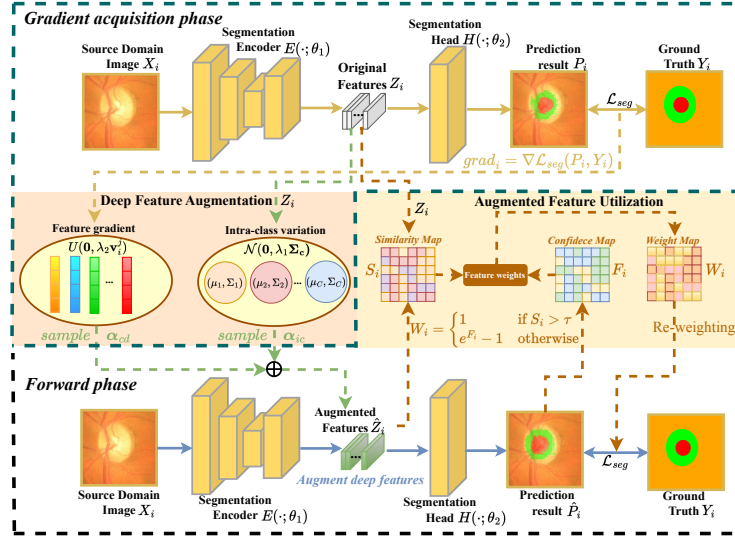 Gradient acquisition phase
Source Domain
Image X_i
Segmentation
Encoder E(·;θ_1)
Original
Features Z_i
...
Segmentation
Head H(·;θ_2)
Prediction
result P_i
ℒ_seg
Ground
Truth Y_i
grad_i = ∇ℒ_seg(P_i, Y_i)
Deep Feature Augmentation Z_i
Feature gradient
U(0, λ_2 v_i^j)
...
sample α_cd
Intra-class variation
𝒩(0, λ_1 Σ_c)
(μ_1, Σ_1) (μ_2, Σ_2) ... (μ_C, Σ_C)
sample α_ic
Augmented Feature Utilization
Z_i
Similarity Map
S_i
Feature weights
Confidece Map
F_i
Weight Map
W_i
W_i = { 1 if S_i > τ
e^{F_i} − 1 otherwise
Re-weighting
Forward phase
Source Domain
Image X_i
Segmentation
Encoder E(·;θ_1)
Augmented
Features Ẑ_i
...
Augment deep features
Segmentation
Head H(·;θ_2)
Prediction
result P̂_i
ℒ_seg
Ground
Truth Y_i